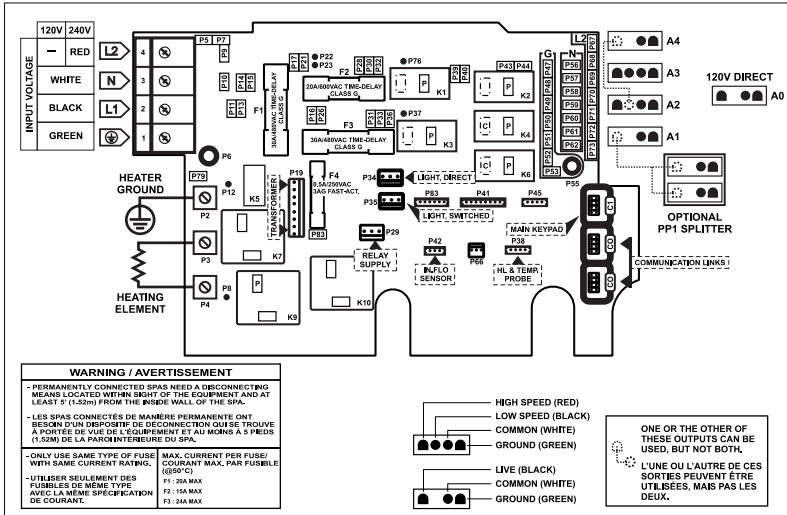 120V 240V
INPUT VOLTAGE
– RED L2 4
WHITE N 3
BLACK L1 2
GREEN 1
P5 P7
P9
P10
P14
P15
P11
P13
P6
P79
P12
HEATER GROUND
P2
P3
P4
P8
HEATING ELEMENT
F1
30A/480VAC TIME-DELAY CLASS G
P17
P21
P22
P23
F2
20A/600VAC TIME-DELAY CLASS G
P28
P30
P32
P16
P26
F3
30A/480VAC TIME-DELAY CLASS G
P31
P33
P36
P76
P K1
P39
P40
P37
P K3
P43 P44
P K2
C P K4
C P K6
L2
G N
P47
P48
P49
P50
P51
P52
P53
P56
P57
P58
P59
P60
P61
P62
P55
P67
P68
P69
P70
P71
P72
P73
K5
K7
P K9
K10
TRANSFORMER
P19
F4
0,5A/250VAC 3AG FAST-ACT.
P83
P34
LIGHT, DIRECT
P35
LIGHT, SWITCHED
P29
RELAY SUPPLY
P83
P41
P45
P42
IN.FLO SENSOR
P66
P38
HL & TEMP. PROBE
MAIN KEYPAD
C1
CO
CO
COMMUNICATION LINKS
A4
A3
A2
A1
120V DIRECT
A0
OPTIONAL PP1 SPLITTER
WARNING / AVERTISSEMENT
- PERMANENTLY CONNECTED SPAS NEED A DISCONNECTING
MEANS LOCATED WITHIN SIGHT OF THE EQUIPMENT AND AT
LEAST 5' (1-52m) FROM THE INSIDE WALL OF THE SPA-
- LES SPAS CONNECTÉS DE MANIÈRE PERMANENTE ONT
BESOIN D'UN DISPOSITIF DE DÉCONNECTION QUI SE TROUVE
À PORTÉE DE VUE DE L'ÉQUIPEMENT ET AU MOINS À 5 PIEDS
(1,52M) DE LA PAROI INTÉRIEURE DU SPA.
- ONLY USE SAME TYPE OF FUSE
WITH SAME CURRENT RATING.
- UTILISER SEULEMENT DES
FUSIBLES DE MÊME TYPE
AVEC LA MÊME SPÉCIFICATION
DE COURANT.
MAX. CURRENT PER FUSE/
COURANT MAX. PAR FUSIBLE
(@50°C)
F1 : 20A MAX
F2 : 15A MAX
F3 : 24A MAX
HIGH SPEED (RED)
LOW SPEED (BLACK)
COMMON (WHITE)
GROUND (GREEN)
LIVE (BLACK)
COMMON (WHITE)
GROUND (GREEN)
ONE OR THE OTHER OF
THESE OUTPUTS CAN BE
USED, BUT NOT BOTH.
L'UNE OU L'AUTRE DE CES
SORTIES PEUVENT ÊTRE
UTILISÉES, MAIS PAS LES
DEUX.